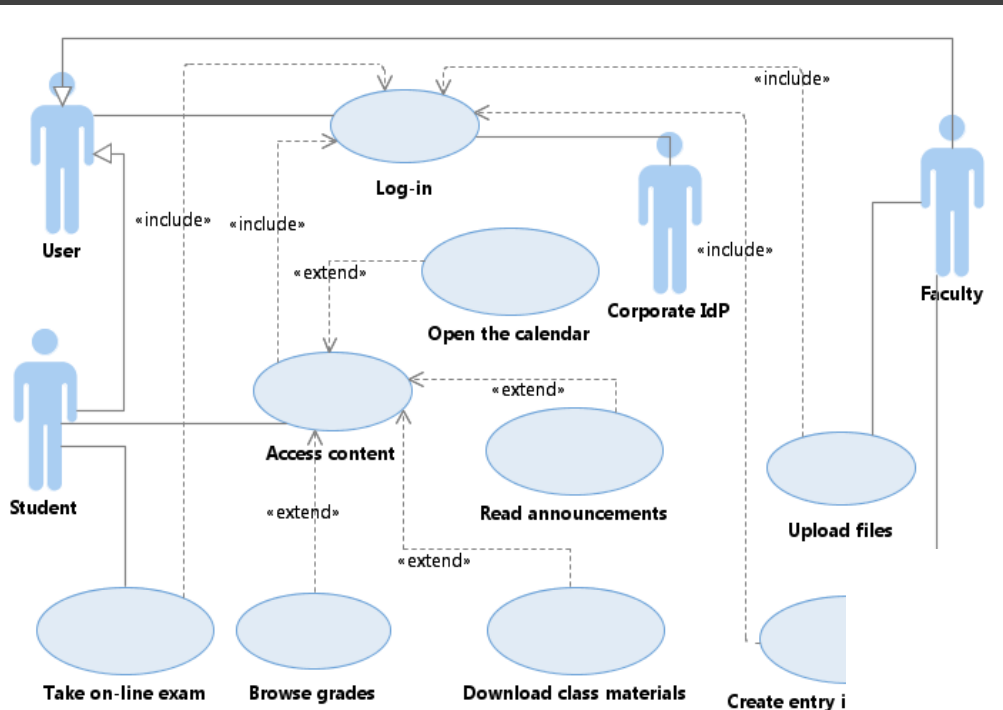 «include»
Log-in
«include»
«include»
«include»
User
«extend»
Faculty
Corporate IdP
Open the calendar
«extend»
Access content
Student
«extend»
Read announcements
Upload files
«extend»
Take on-line exam
Browse grades
Download class materials
Create entry i